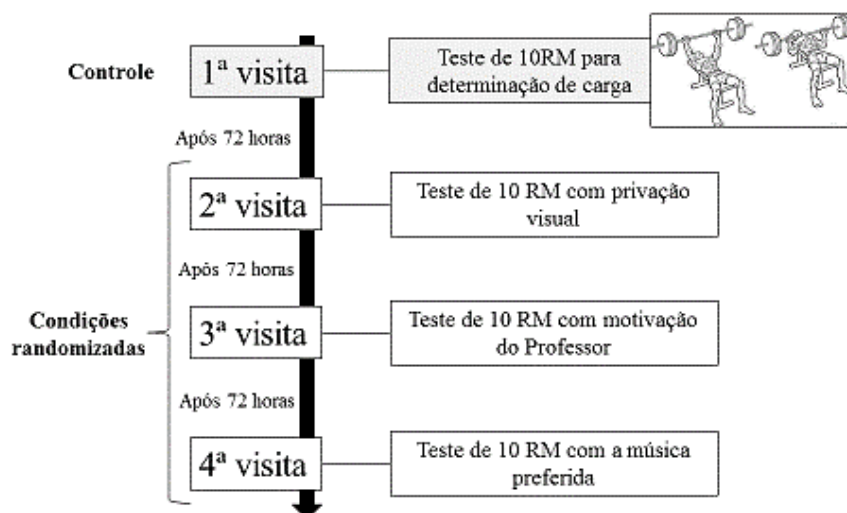 Controle
1ª visita
Teste de 10RM para
determinação de carga
Após 72 horas
2ª visita
Teste de 10 RM com privação
visual
Após 72 horas
Condições
randomizadas
3ª visita
Teste de 10 RM com motivação
do Professor
Após 72 horas
4ª visita
Teste de 10 RM com a música
preferida